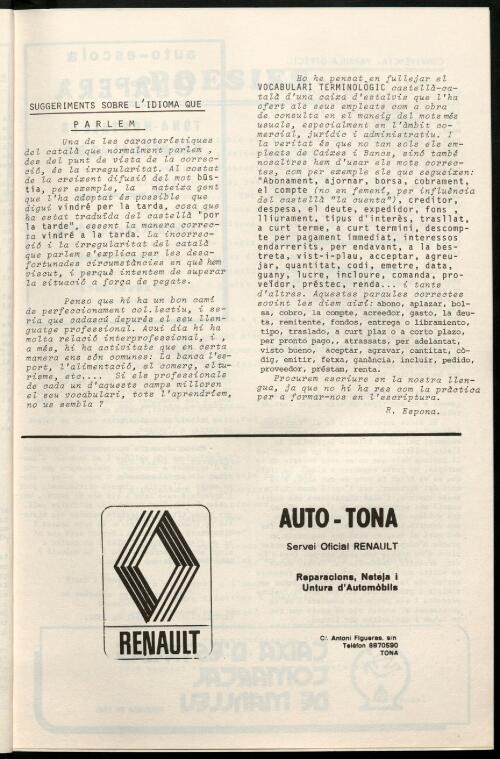 SUGGERIMENTS SOBRE L'IDIOMA QUE
PARLEM
Una de les característiques
del català que normalment parlem ,
des del punt de vista de la correc-
ció, és la irregularitat. Al costat
de la creixent difusió del mot bús-
tia, per exemple, la mateixa gent
que l'ha adoptat és possible que
digui vindré per la tarda, cosa que
ha estat traduïda del castellà "por
la tarde", essent la manera correc-
ta vindré a la tarda. La incorrec-
ció i la irregularitat del català
que parlem s'explica per les desa-
fortunades circumstàncies en què hem
viscut, i perquè intentem de superar
la situació a força de pegats.
Penso que hi ha un bon camí
de perfeccionament col.lectiu, i se-
ria que cadascú depurés el seu llen-
guatge professional. Avui dia hi ha
molta relació interprofessional, i ,
a més, hi ha activitats que en certa
manera ens són comunes: La banca l'es-
port, l'alimentació, el comerç, eltu-
risme, etc.... Si els professionals
de cada un d'aquests camps milloren
el seu vocabulari, tots l'aprendríem,
no us sembla ?
Ho he pensat en fullejar el
VOCABULARI TERMINOLOGIC castellà-ca-
talà d'una caixa d'estalvis que l'ha
ofert als seus empleats com a obra
de consulta en el maneig del mots més
usuals, especialment en l'àmbit co-
mercial, jurídic i administratiu. I
la veritat és que no tan sols els em-
pleats de Caixes i Bancs, sinó també
nosaltres hem d'usar els mots correc-
tes, com per exemple els que segueixen:
"Abonament, ajornar, borsa, cobrament,
el compte (no en femení, per influència
del castellà "la cuenta"), creditor,
despesa, el deute, expedidor, fons ,
lliurament, tipus d'interès, trasllat,
a curt terme, a curt termini, descomp-
te per pagament immediat, interessos
endarrerits, per endavant, a la bes-
treta, vist-i-plau, acceptar, agreu-
jar, quantitat, codi, emetre, data,
guany, lucre, incloure, comanda, pro-
veïdor, préstec, renda... i tants
d'altres. Aquestes paraules correctes
sovint les diem així: abono, aplazar, bol-
sa, cobro, la compte, acreedor, gasto, la deu-
ta, remitente, fondos, entrega o libramiento,
tipo, traslado, a curt plaz o a corto plazo,
per pronto pago,, atrassats, per adelantat,
visto bueno, aceptar, agravar, cantitat, cò-
dig, emitir, fetxa, ganància, incluir, pedido,
proveedor, préstam, renta.
Procurem escriure en la nostra llen-
gua, ja que no hi ha res com la pràctica
per a formar-nos en l'escriptura.
R. Espona.
RENAULT
AUTO - TONA
Servei Oficial RENAULT
Reparacions, Neteja i
Untura d'Automòbils
C/. Antoni Figueras, s/n
Telèfon 8870590
TONA